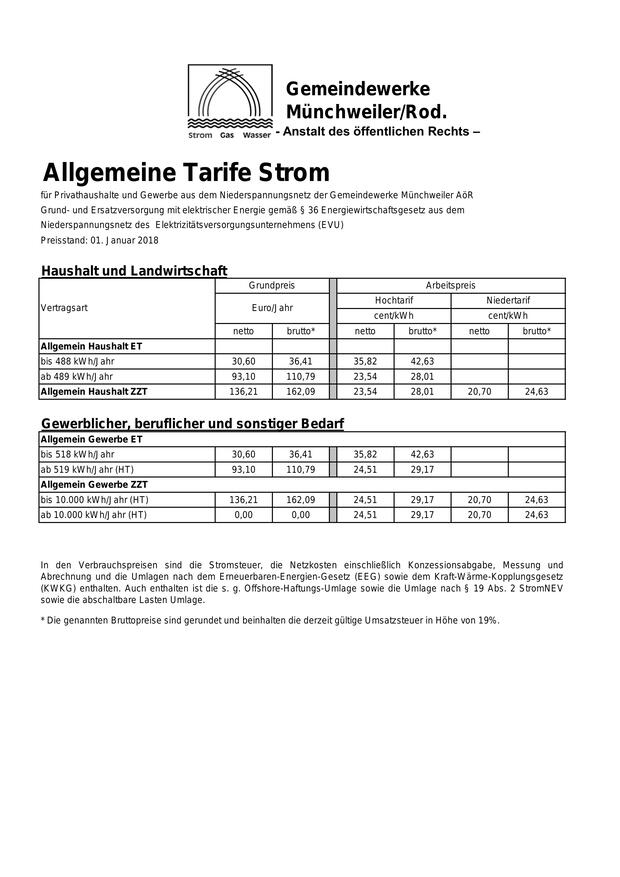 Gemeindewerke
Münchweiler/Rod.
- Anstalt des öffentlichen Rechts –
Strom Gas Wasser
Allgemeine Tarife Strom
für Privathaushalte und Gewerbe aus dem Niederspannungsnetz der Gemeindewerke Münchweiler AöR
Grund- und Ersatzversorgung mit elektrischer Energie gemäß § 36 Energiewirtschaftsgesetz aus dem
Niederspannungsnetz des Elektrizitätsversorgungsunternehmens (EVU)
Preisstand: 01. Januar 2018
Haushalt und Landwirtschaft
Grundpreis Arbeitspreis
Vertragsart Euro/Jahr Hochtarif Niedertarif
cent/kWh cent/kWh
netto brutto* netto brutto* netto brutto*
Allgemein Haushalt ET
bis 488 kWh/Jahr 30,60 36,41 35,82 42,63
ab 489 kWh/Jahr 93,10 110,79 23,54 28,01
Allgemein Haushalt ZZT 136,21 162,09 23,54 28,01 20,70 24,63
Gewerblicher, beruflicher und sonstiger Bedarf
Allgemein Gewerbe ET
bis 518 kWh/Jahr 30,60 36,41 35,82 42,63
ab 519 kWh/Jahr (HT) 93,10 110,79 24,51 29,17
Allgemein Gewerbe ZZT
bis 10.000 kWh/Jahr (HT) 136,21 162,09 24,51 29,17 20,70 24,63
ab 10.000 kWh/Jahr (HT) 0,00 0,00 24,51 29,17 20,70 24,63
In den Verbrauchspreisen sind die Stromsteuer, die Netzkosten einschließlich Konzessionsabgabe, Messung und
Abrechnung und die Umlagen nach dem Erneuerbaren-Energien-Gesetz (EEG) sowie dem Kraft-Wärme-Kopplungsgesetz
(KWKG) enthalten. Auch enthalten ist die s. g. Offshore-Haftungs-Umlage sowie die Umlage nach § 19 Abs. 2 StromNEV
sowie die abschaltbare Lasten Umlage.
* Die genannten Bruttopreise sind gerundet und beinhalten die derzeit gültige Umsatzsteuer in Höhe von 19%.